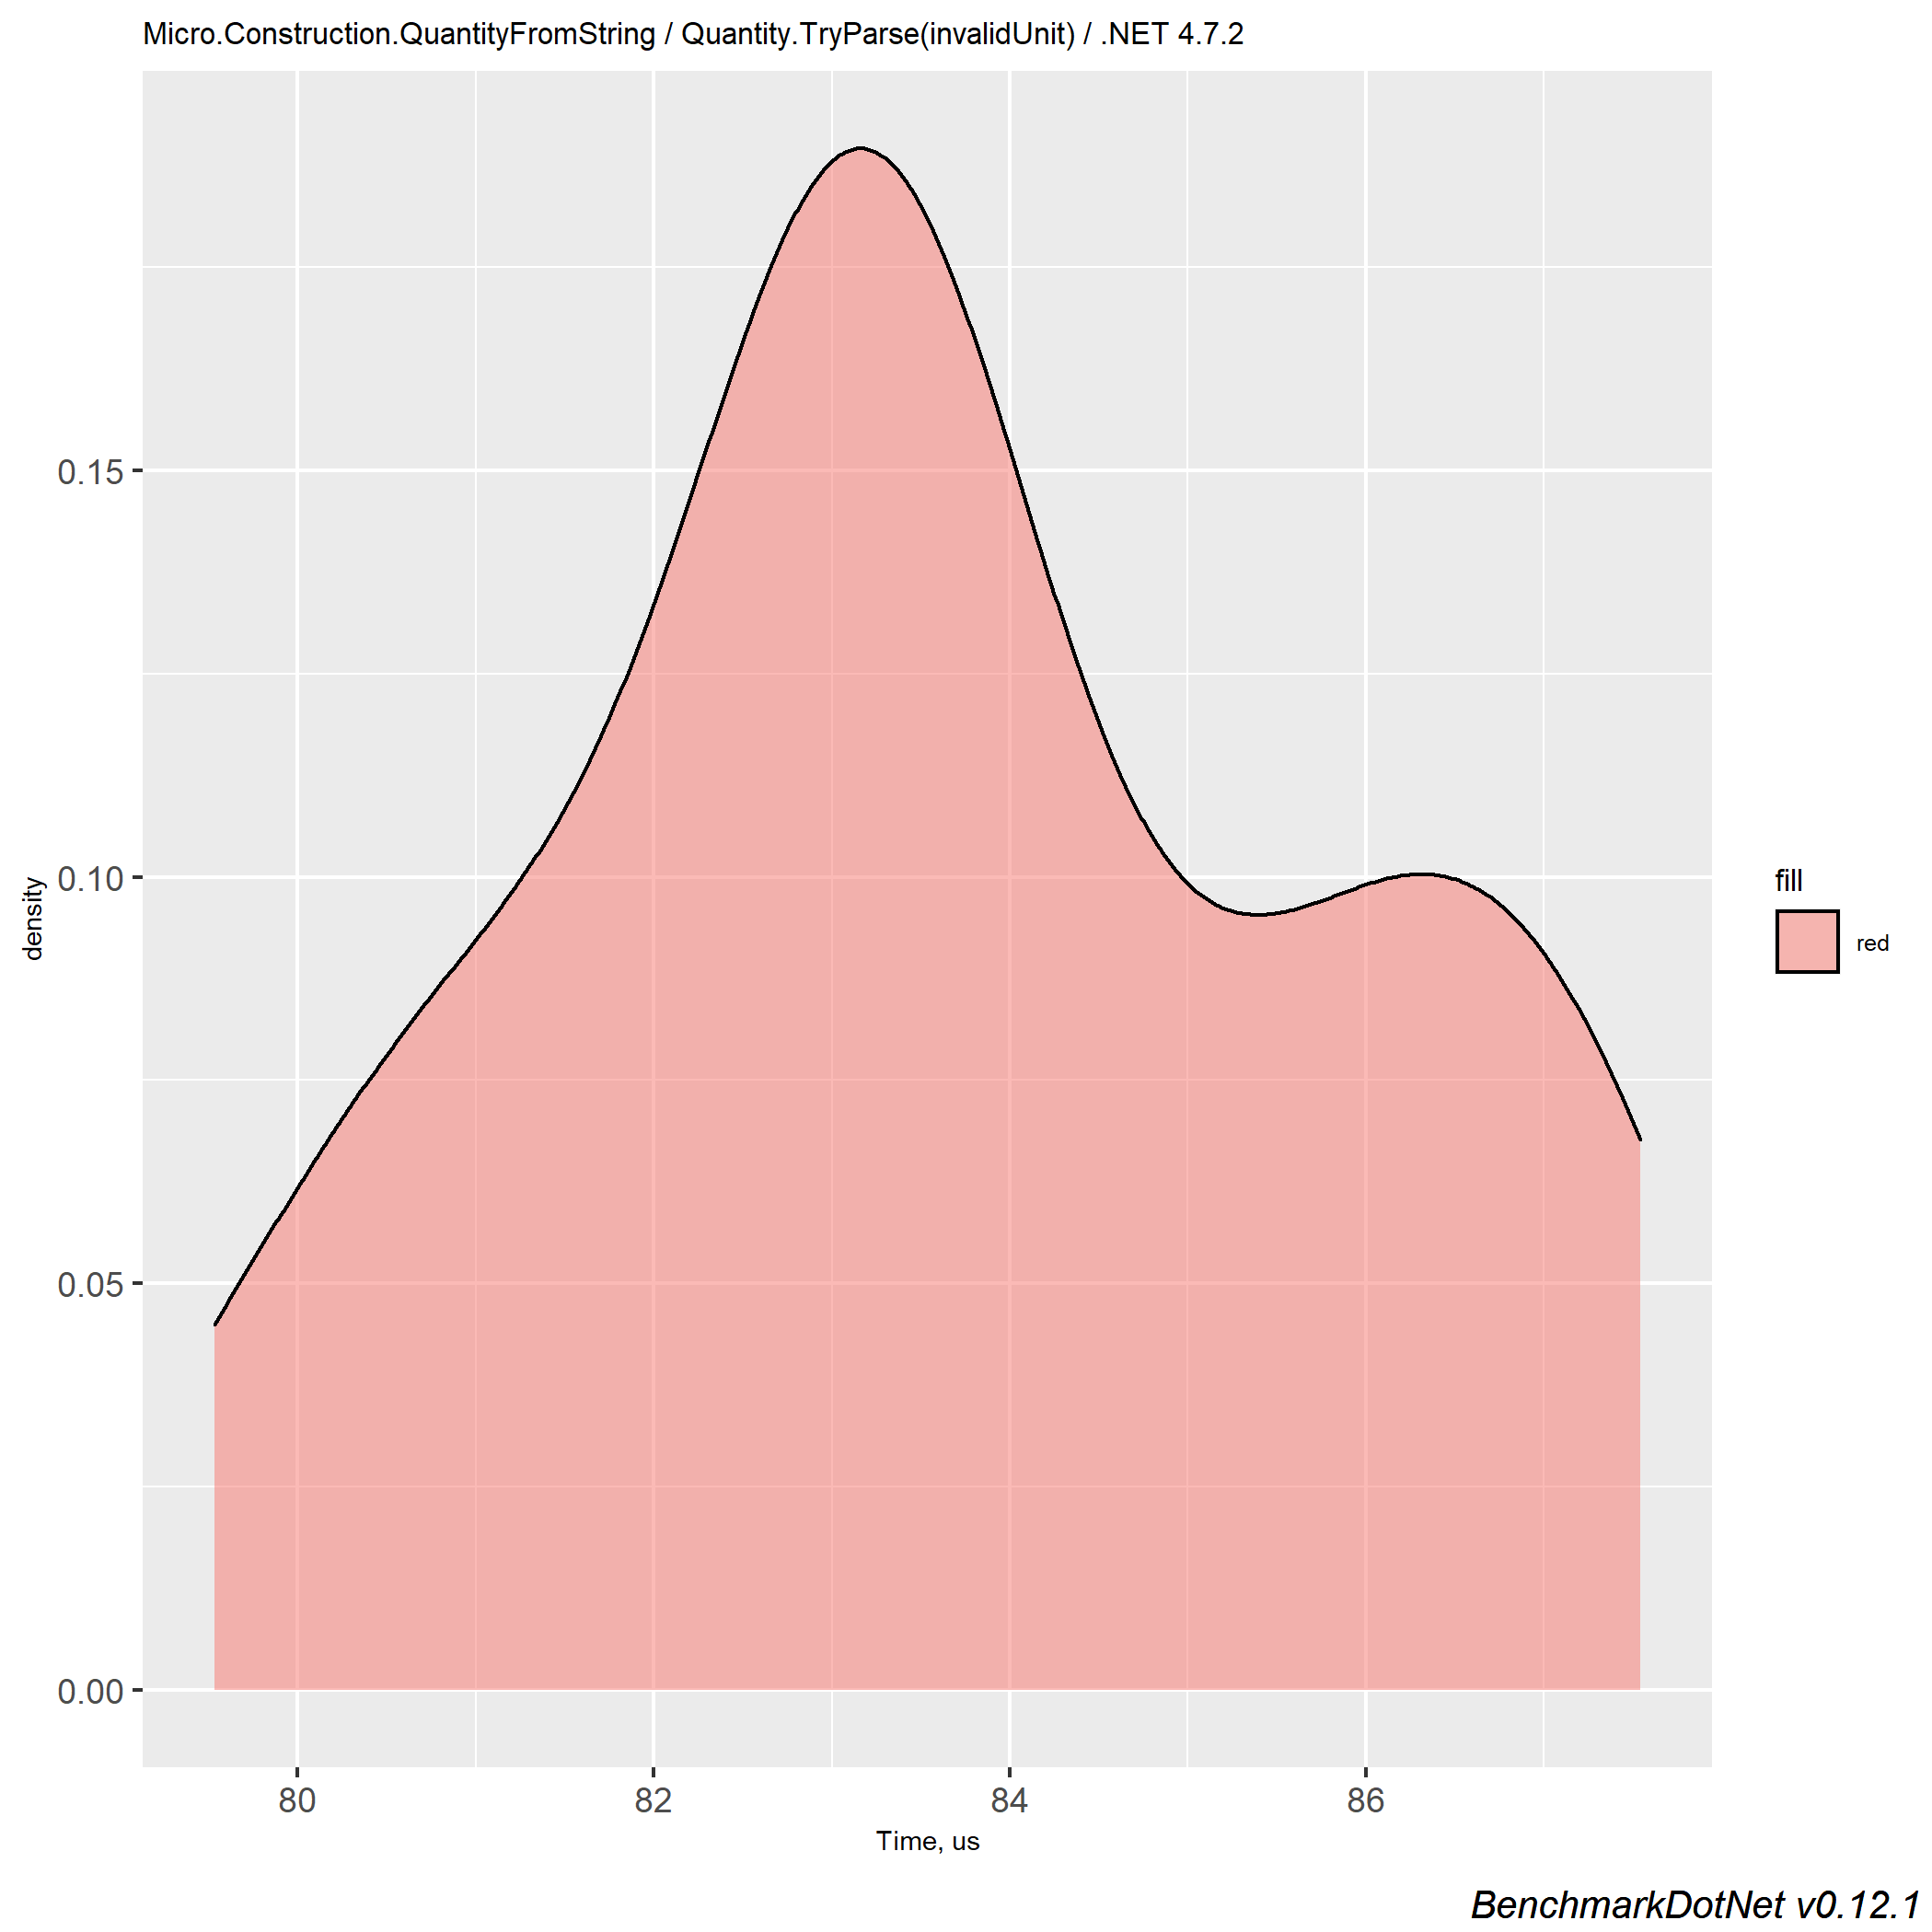 Micro.Construction.QuantityFromString / Quantity.TryParse(invalidUnit) / .NET 4.7.2
density
0.15
0.10
0.05
0.00
80 82 84 86
Time, us
fill
red
BenchmarkDotNet v0.12.1